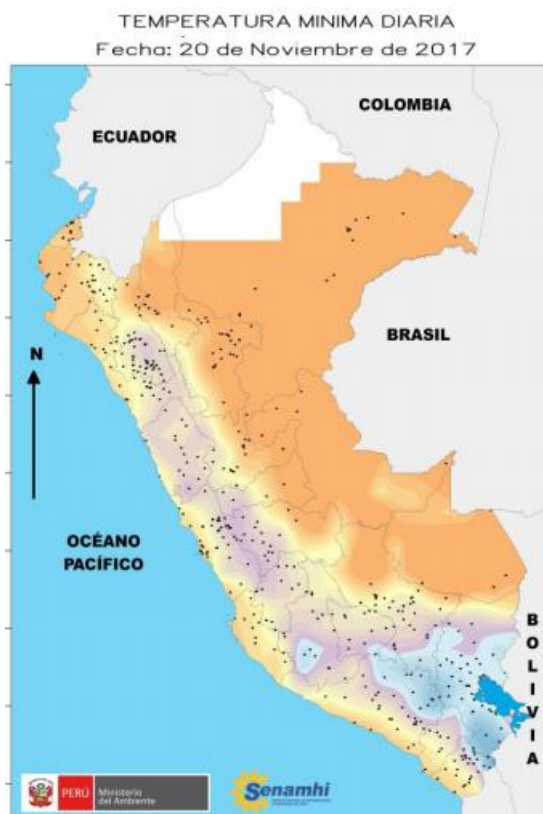 TEMPERATURA MINIMA DIARIA
Fecha: 20 de Noviembre de 2017
COLOMBIA
ECUADOR
BRASIL
N
OCÉANO
PACÍFICO
BOLIVIA
PERÚ
Ministerio
del Ambiente
Senamhi